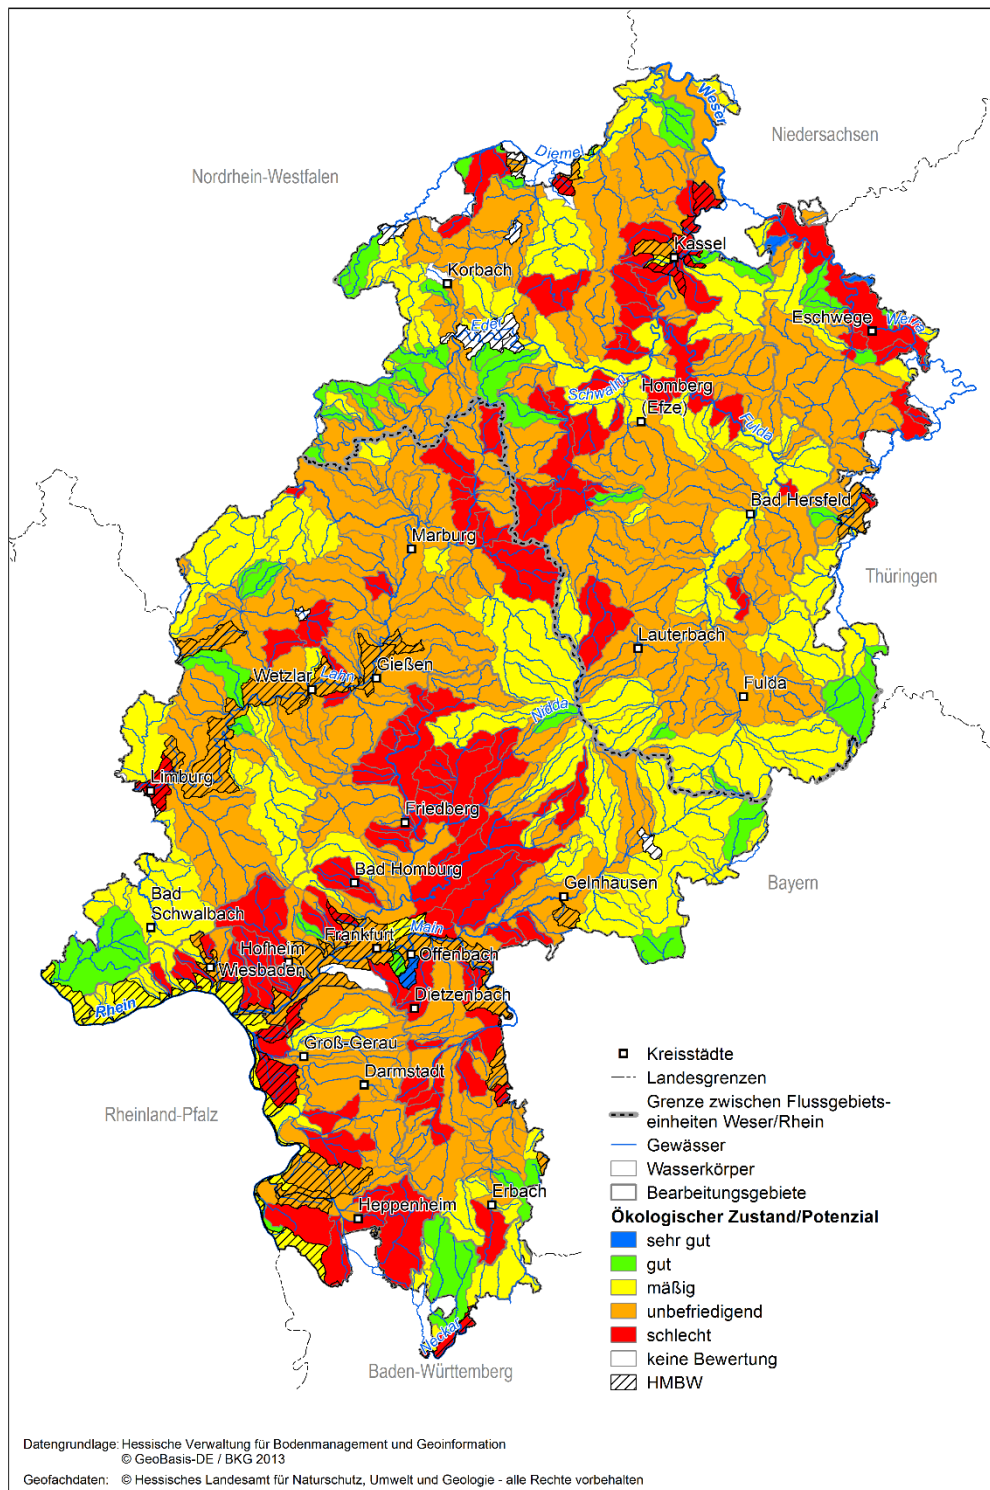 Weser
Niedersachsen
Diemel
Nordrhein-Westfalen
Kassel
Korbach
Eder
Eschwege
Werra
Schwalm
Homberg
(Efze)
Fulda
Bad Hersfeld
Marburg
Thüringen
Lauterbach
Gießen
Wetzlar
Lahn
Fulda
Nidda
Limburg
Friedberg
Bad Homburg
Gelnhausen
Bayern
Bad
Schwalbach
Main
Frankfurt
Offenbach
Hofheim
Wiesbaden
Dietzenbach
Rhein
Groß-Gerau
Darmstadt
Rheinland-Pfalz
Erbach
Heppenheim
Neckar
Baden-Württemberg
Kreisstädte
Landesgrenzen
Grenze zwischen Flussgebiets-
einheiten Weser/Rhein
Gewässer
Wasserkörper
Bearbeitungsgebiete
Ökologischer Zustand/Potenzial
sehr gut
gut
mäßig
unbefriedigend
schlecht
keine Bewertung
HMBW
Datengrundlage: Hessische Verwaltung für Bodenmanagement und Geoinformation
© GeoBasis-DE / BKG 2013
Geofachdaten: © Hessisches Landesamt für Naturschutz, Umwelt und Geologie - alle Rechte vorbehalten